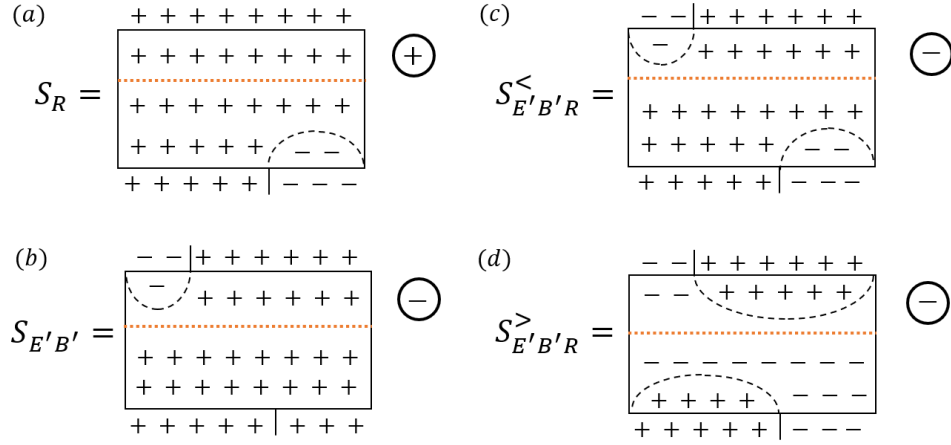 (a)
+ + + + + + + +
+ + + + + + + +
+
S_R =
+ + + + + + + +
+ + + + + − −
+ + + + + | − − −
(b)
− − | + + + + + +
− + + + + + +
−
S_{E′B′} =
+ + + + + + + +
+ + + + + + + +
+ + + + + | + + +
(c)
− − | + + + + + +
− + + + + + +
−
S^<_{E′B′R} =
+ + + + + + + +
+ + + + + − −
+ + + + + | − − −
(d)
− − | + + + + + +
− − + + + + +
−
S^>_{E′B′R} =
− − − − − − − −
+ + + + − − −
+ + + + + | − − −